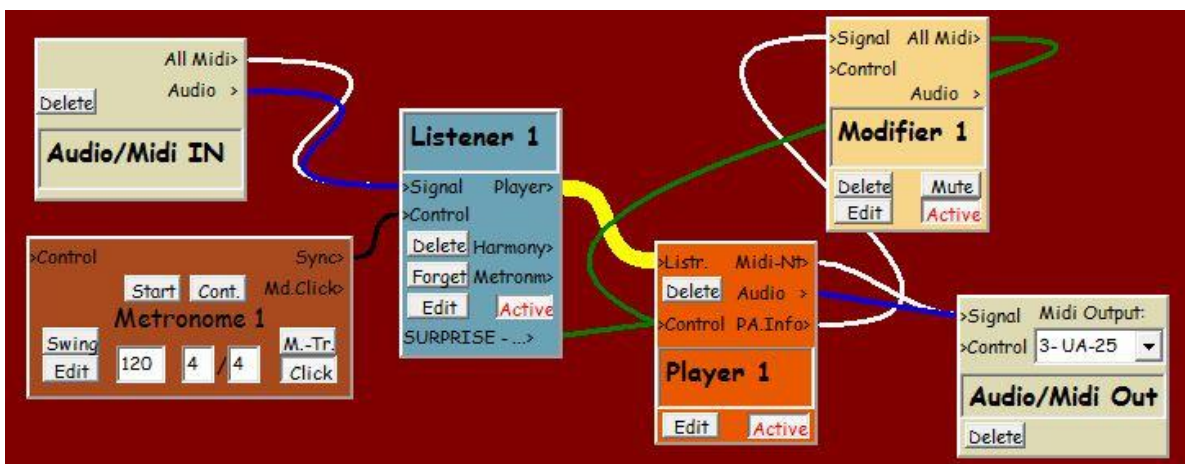 All Midi>
Audio >
Delete
Audio/Midi IN
>Control Sync>
Start Cont. Md.Click>
Metronome 1
Swing M.-Tr.
Edit 120 4 / 4 Click
Listener 1
>Signal Player>
>Control
Delete Harmony>
Forget Metronm>
Edit Active
SURPRISE - ...>
>Listr. Midi-Nt>
Delete Audio >
>Control PA.Info>
Player 1
Edit Active
>Signal All Midi>
>Control
Audio >
Modifier 1
Delete Mute
Edit Active
>Signal Midi Output:
>Control 3- UA-25
Audio/Midi Out
Delete